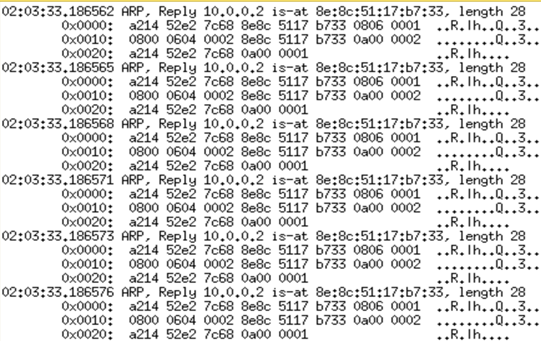 02:03:33.186562 ARP, Reply 10.0.0.2 is-at 8e:8c:51:17:b7:33, length 28
0x0000: a214 52e2 7c68 8e8c 5117 b733 0806 0001 ..R.|h..Q..3....
0x0010: 0800 0604 0002 8e8c 5117 b733 0a00 0002 ........Q..3....
0x0020: a214 52e2 7c68 0a00 0001 ..R.|h....
02:03:33.186565 ARP, Reply 10.0.0.2 is-at 8e:8c:51:17:b7:33, length 28
0x0000: a214 52e2 7c68 8e8c 5117 b733 0806 0001 ..R.|h..Q..3....
0x0010: 0800 0604 0002 8e8c 5117 b733 0a00 0002 ........Q..3....
0x0020: a214 52e2 7c68 0a00 0001 ..R.|h....
02:03:33.186568 ARP, Reply 10.0.0.2 is-at 8e:8c:51:17:b7:33, length 28
0x0000: a214 52e2 7c68 8e8c 5117 b733 0806 0001 ..R.|h..Q..3....
0x0010: 0800 0604 0002 8e8c 5117 b733 0a00 0002 ........Q..3....
0x0020: a214 52e2 7c68 0a00 0001 ..R.|h....
02:03:33.186571 ARP, Reply 10.0.0.2 is-at 8e:8c:51:17:b7:33, length 28
0x0000: a214 52e2 7c68 8e8c 5117 b733 0806 0001 ..R.|h..Q..3....
0x0010: 0800 0604 0002 8e8c 5117 b733 0a00 0002 ........Q..3....
0x0020: a214 52e2 7c68 0a00 0001 ..R.|h....
02:03:33.186573 ARP, Reply 10.0.0.2 is-at 8e:8c:51:17:b7:33, length 28
0x0000: a214 52e2 7c68 8e8c 5117 b733 0806 0001 ..R.|h..Q..3....
0x0010: 0800 0604 0002 8e8c 5117 b733 0a00 0002 ........Q..3....
0x0020: a214 52e2 7c68 0a00 0001 ..R.|h....
02:03:33.186576 ARP, Reply 10.0.0.2 is-at 8e:8c:51:17:b7:33, length 28
0x0000: a214 52e2 7c68 8e8c 5117 b733 0806 0001 ..R.|h..Q..3....
0x0010: 0800 0604 0002 8e8c 5117 b733 0a00 0002 ........Q..3....
0x0020: a214 52e2 7c68 0a00 0001 ..R.|h....